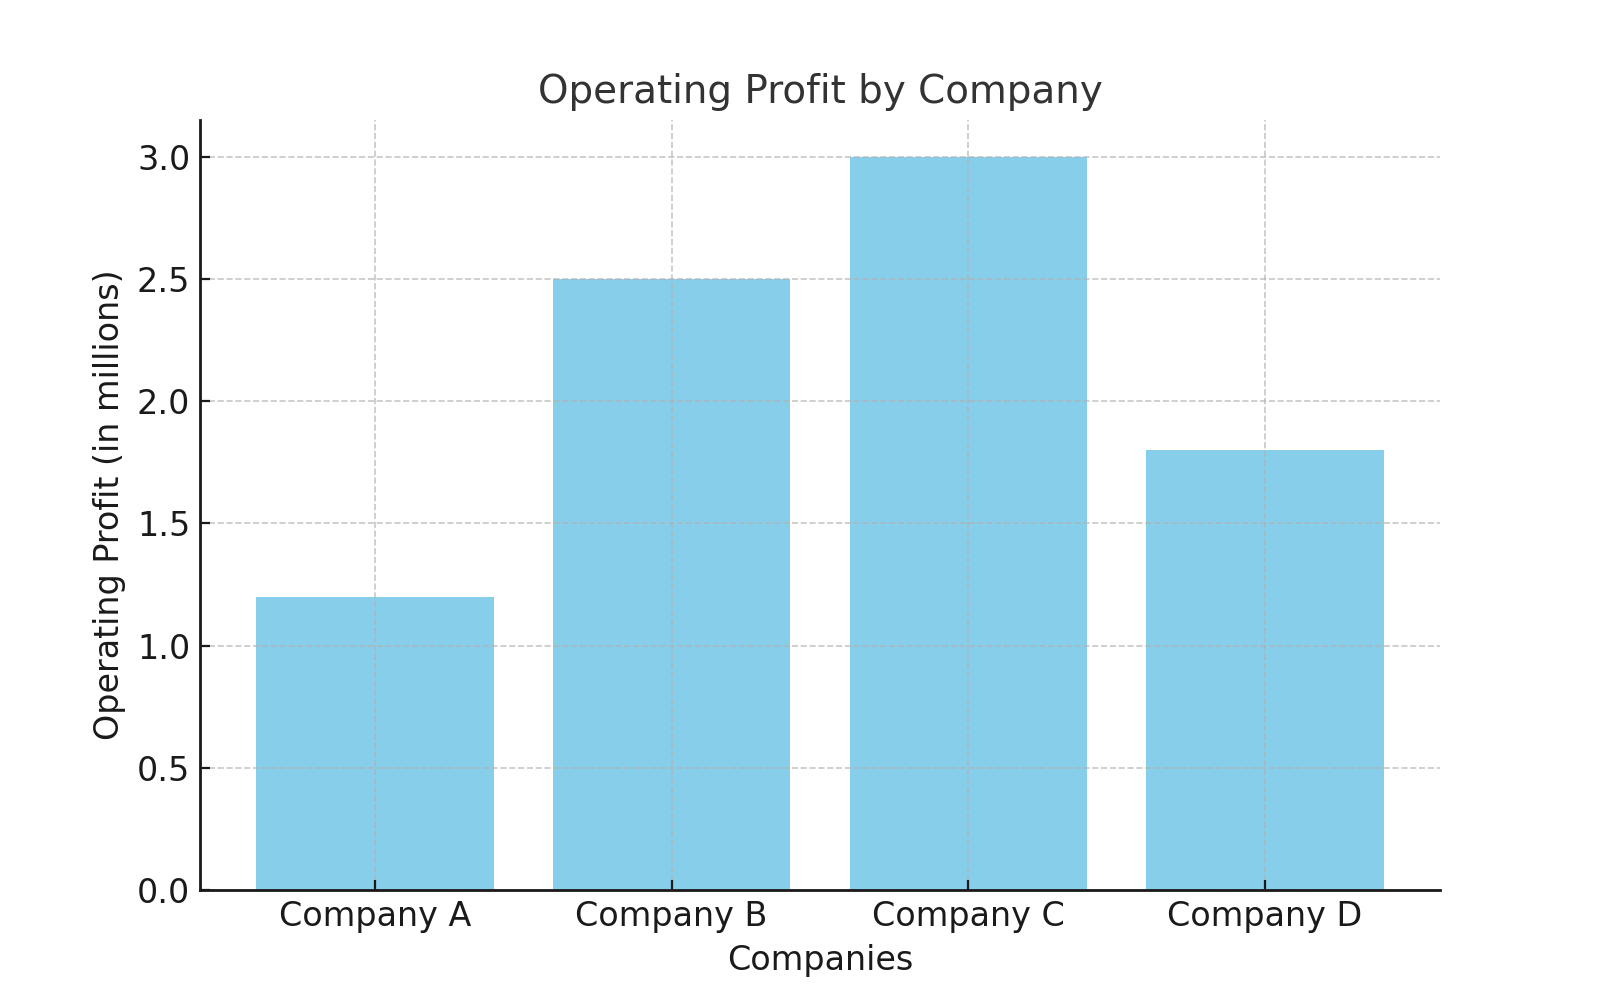 Operating Profit by Company
Operating Profit (in millions)
3.0
2.5
2.0
1.5
1.0
0.5
0.0
Company A Company B Company C Company D
Companies